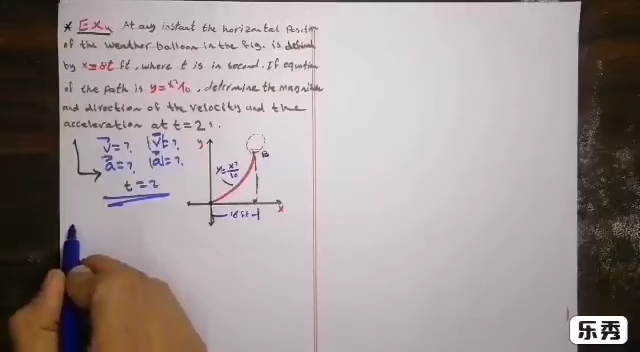 * Ex. At any instant the horizontal Position
of the weather balloon in the fig. is defined
by x=8t ft, where t is in second. If equation
of the path is y=x²/10, determine the magnitude
and direction of the velocity and the
acceleration at t=2 s.
v⃗=?, |v⃗|=?,
a⃗=?, |a⃗|=?,
t=2
y
B
y=x²/10
16 ft
x
乐秀